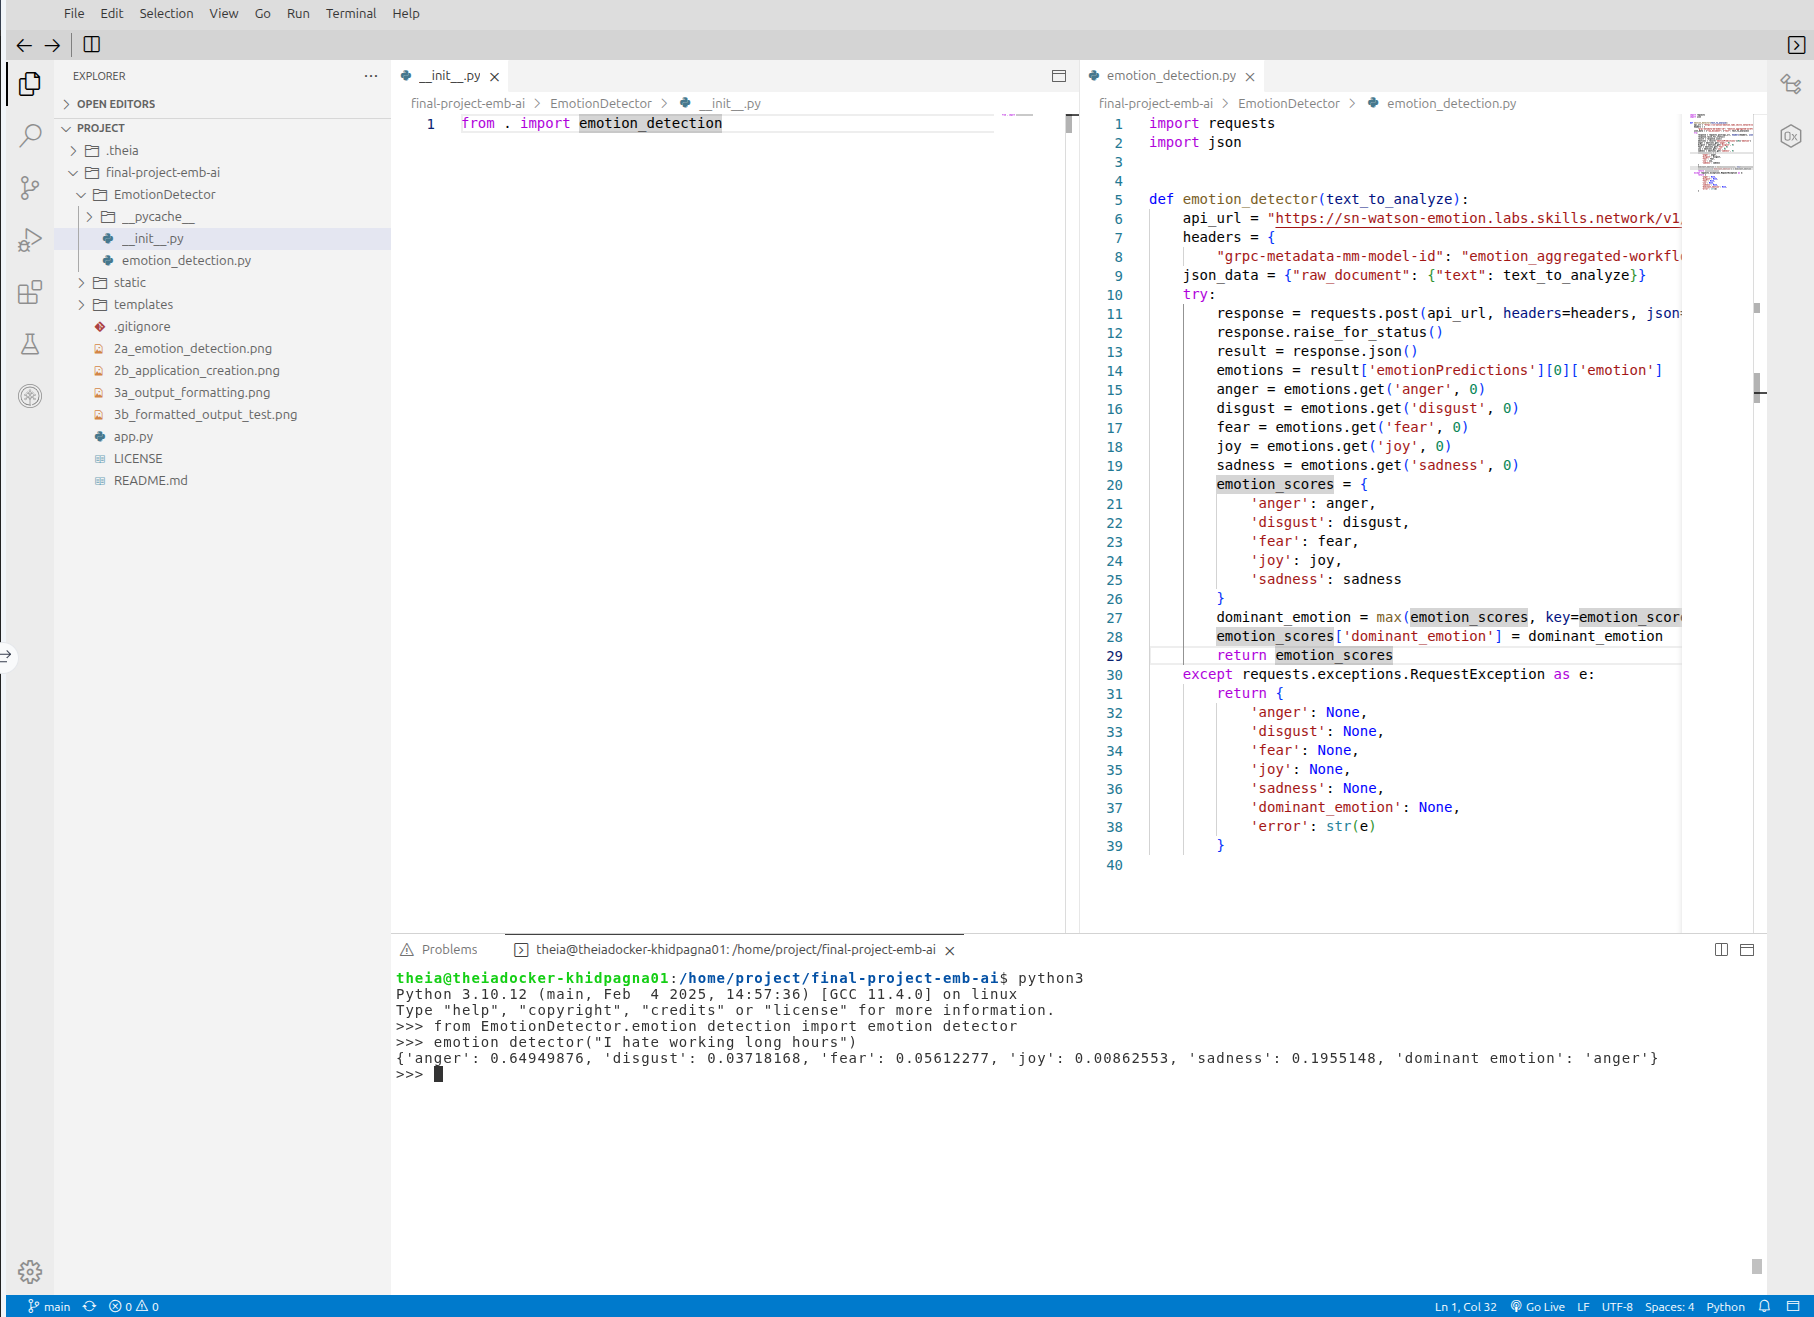 File Edit Selection View Go Run Terminal Help
EXPLORER
OPEN EDITORS
PROJECT
.theia
final-project-emb-ai
EmotionDetector
__pycache__
__init__.py
emotion_detection.py
static
templates
.gitignore
2a_emotion_detection.png
2b_application_creation.png
3a_output_formatting.png
3b_formatted_output_test.png
app.py
LICENSE
README.md
__init__.py
final-project-emb-ai > EmotionDetector > __init__.py
1 from . import emotion_detection
emotion_detection.py
final-project-emb-ai > EmotionDetector > emotion_detection.py
1 import requests
2 import json
3
4
5 def emotion_detector(text_to_analyze):
6 api_url = "https://sn-watson-emotion.labs.skills.network/v1
7 headers = {
8 "grpc-metadata-mm-model-id": "emotion_aggregated-workfl
9 json_data = {"raw_document": {"text": text_to_analyze}}
10 try:
11 response = requests.post(api_url, headers=headers, json=
12 response.raise_for_status()
13 result = response.json()
14 emotions = result['emotionPredictions'][0]['emotion']
15 anger = emotions.get('anger', 0)
16 disgust = emotions.get('disgust', 0)
17 fear = emotions.get('fear', 0)
18 joy = emotions.get('joy', 0)
19 sadness = emotions.get('sadness', 0)
20 emotion_scores = {
21 'anger': anger,
22 'disgust': disgust,
23 'fear': fear,
24 'joy': joy,
25 'sadness': sadness
26 }
27 dominant_emotion = max(emotion_scores, key=emotion_scor
28 emotion_scores['dominant_emotion'] = dominant_emotion
29 return emotion_scores
30 except requests.exceptions.RequestException as e:
31 return {
32 'anger': None,
33 'disgust': None,
34 'fear': None,
35 'joy': None,
36 'sadness': None,
37 'dominant_emotion': None,
38 'error': str(e)
39 }
40
Problems theia@theiadocker-khidpagna01: /home/project/final-project-emb-ai
theia@theiadocker-khidpagna01:/home/project/final-project-emb-ai$ python3
Python 3.10.12 (main, Feb  4 2025, 14:57:36) [GCC 11.4.0] on linux
Type "help", "copyright", "credits" or "license" for more information.
>>> from EmotionDetector.emotion detection import emotion detector
>>> emotion detector("I hate working long hours")
{'anger': 0.64949876, 'disgust': 0.03718168, 'fear': 0.05612277, 'joy': 0.00862553, 'sadness': 0.1955148, 'dominant emotion': 'anger'}
>>>
main 0 0 Ln 1, Col 32 Go Live LF UTF-8 Spaces: 4 Python